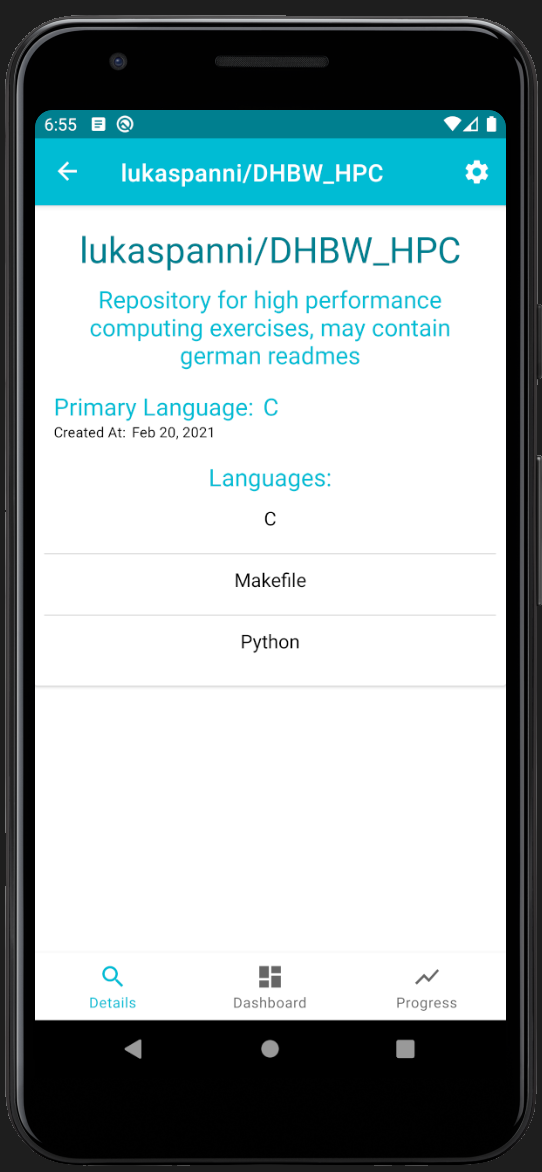 6:55
lukaspanni/DHBW_HPC
lukaspanni/DHBW_HPC
Repository for high performance
computing exercises, may contain
german readmes
Primary Language: C
Created At: Feb 20, 2021
Languages:
C
Makefile
Python
Details Dashboard Progress